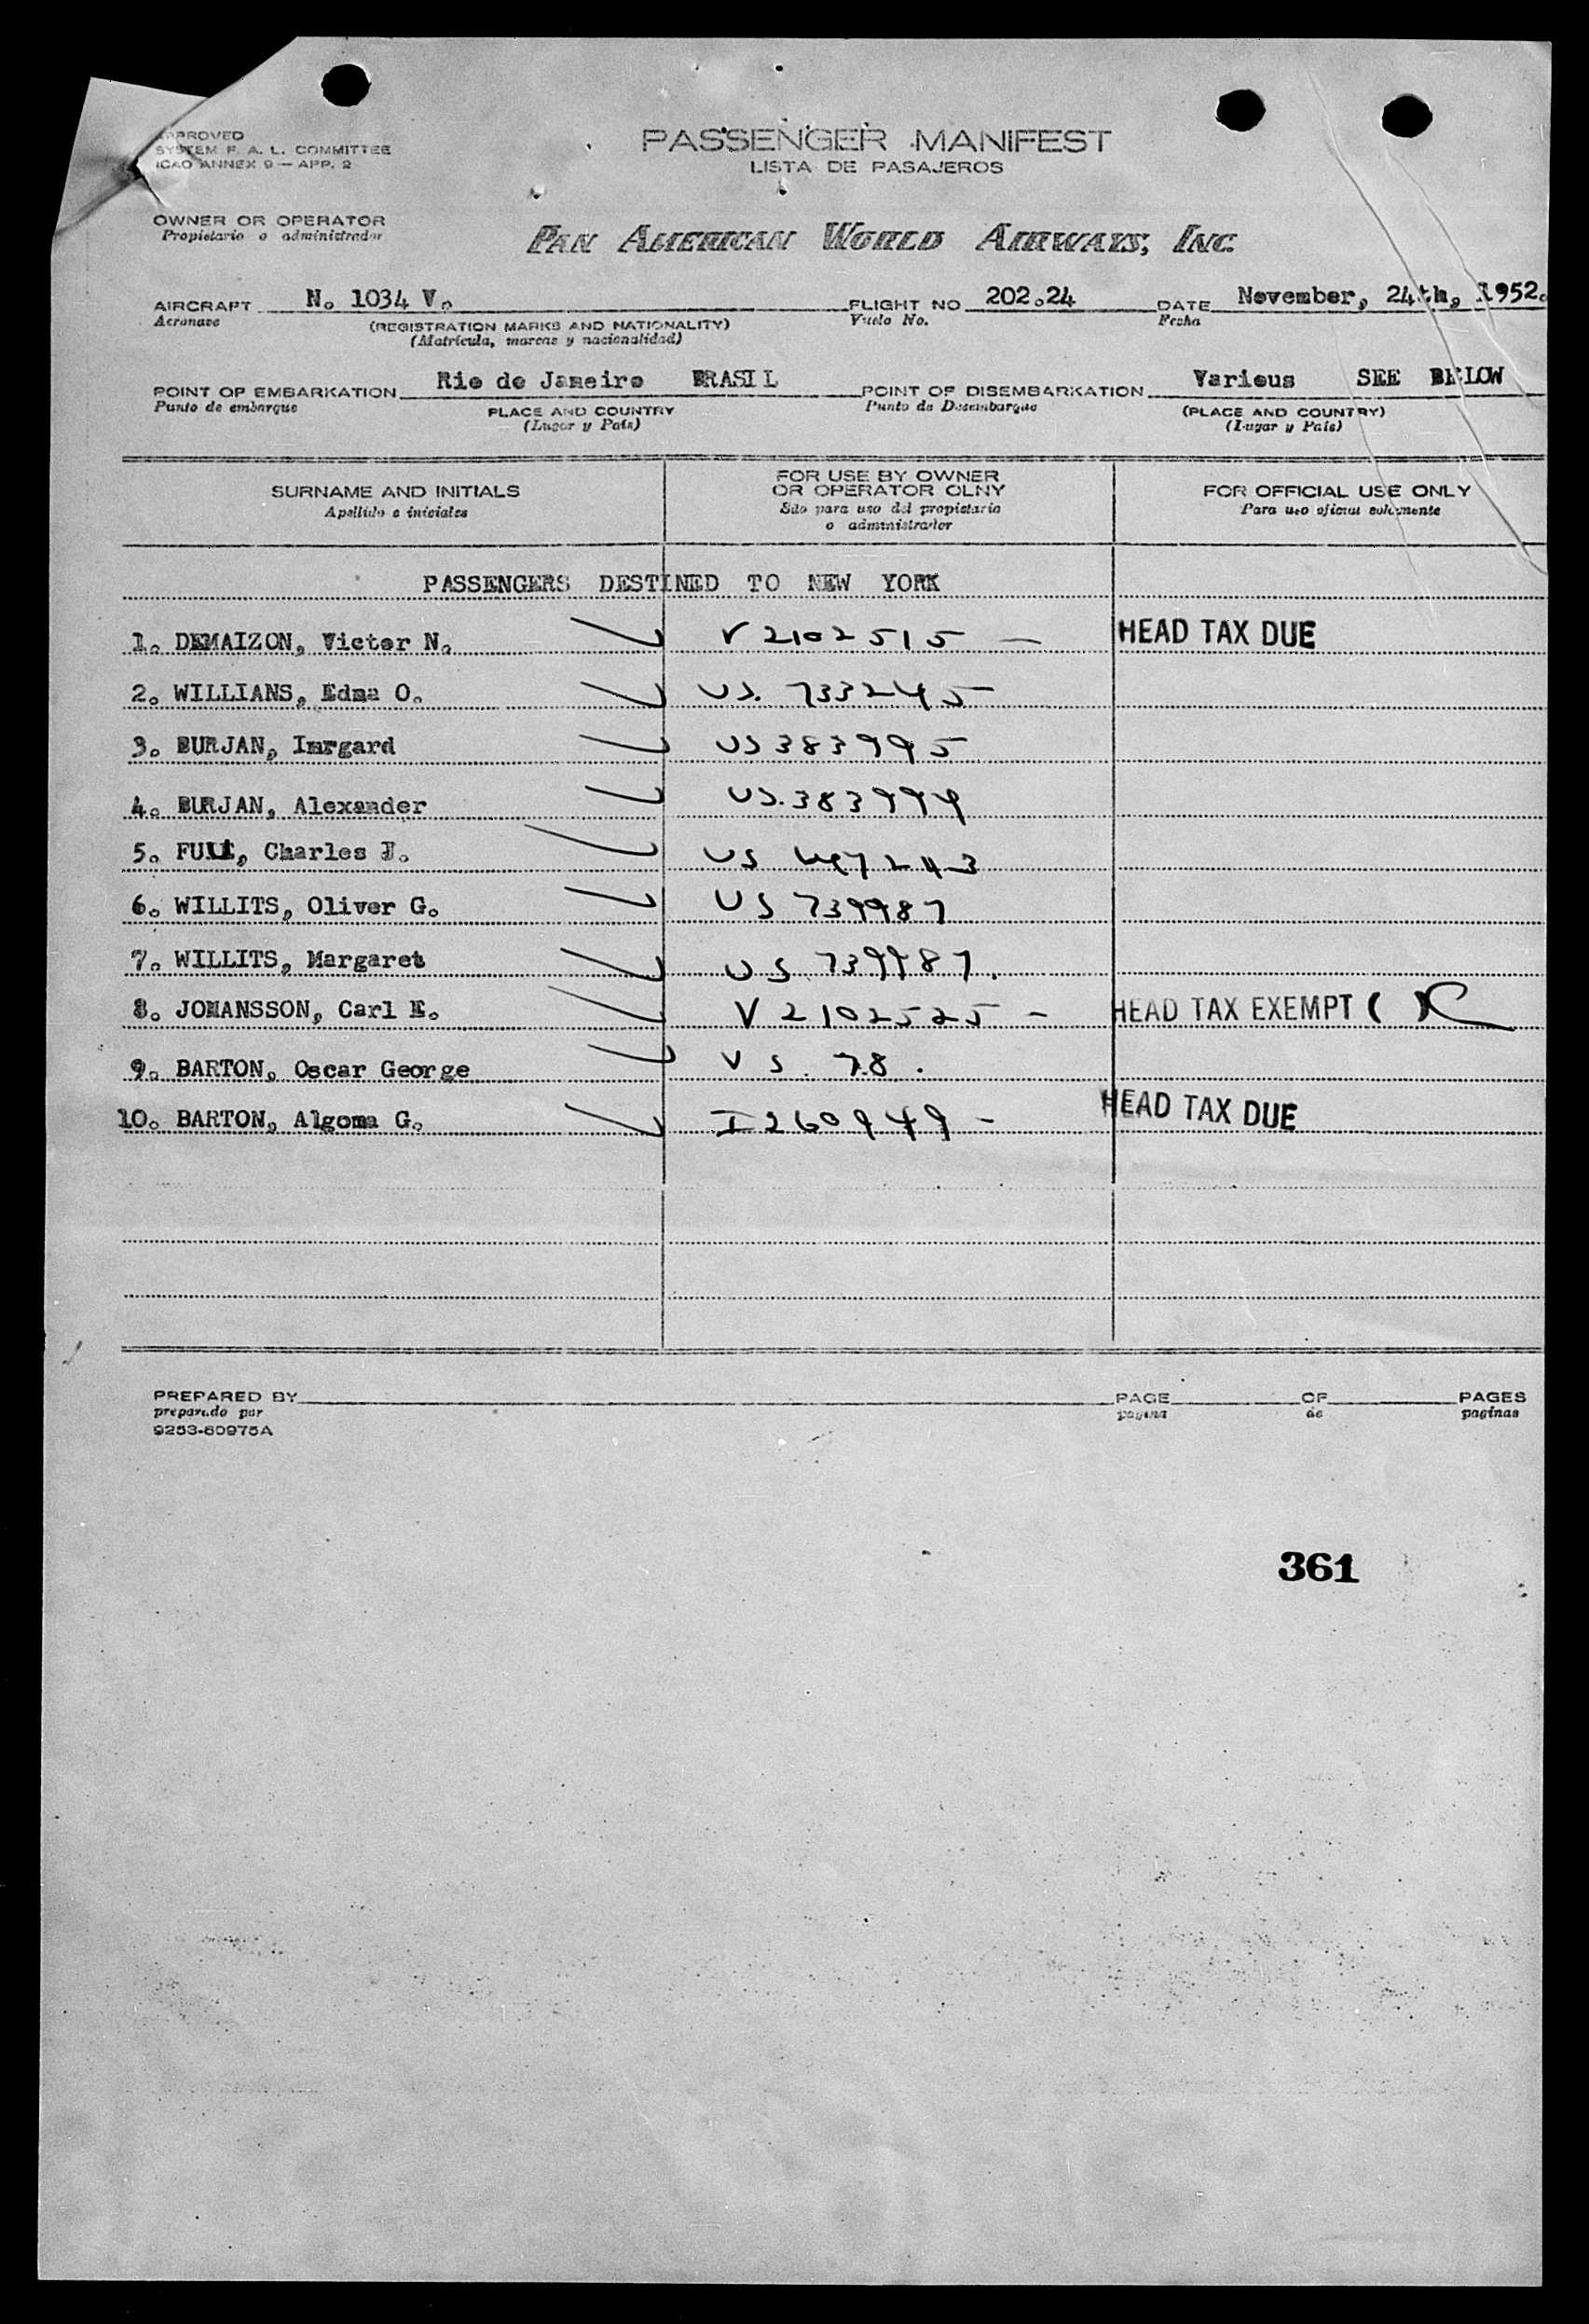 APPROVED
SYSTEM F. A. L. COMMITTEE
ICAO ANNEX 9 — APP. 2
PASSENGER MANIFEST
LISTA DE PASAJEROS
OWNER OR OPERATOR
Propietario o administrador
PAN AMERICAN WORLD AIRWAYS, INC.
AIRCRAFT N. 1034 V. FLIGHT NO 202.24 DATE November, 24th, 1952.
Aeronave (REGISTRATION MARKS AND NATIONALITY) Vuelo No. Fecha
(Matrícula, marcas y nacionalidad)
POINT OF EMBARKATION Rio de Janeiro BRASIL POINT OF DISEMBARKATION Various SEE BELOW
Punto de embarque PLACE AND COUNTRY Punto de Desembarque (PLACE AND COUNTRY)
(Lugar y País) (Lugar y País)
SURNAME AND INITIALS
Apellido e iniciales
FOR USE BY OWNER
OR OPERATOR OLNY
Sólo para uso del propietario
o administrador
FOR OFFICIAL USE ONLY
Para uso oficial solamente
PASSENGERS DESTINED TO NEW YORK
1. DEMAIZON, Victor N. V 2102515 — HEAD TAX DUE
2. WILLIANS, Edna O. US. 733245
3. BURJAN, Imrgard US 383995
4. BURJAN, Alexander US. 383994
5. Charles US
6. WILLITS, Oliver G. US 739987
7. WILLITS, Margaret US 739987.
8. JOHANSSON, Carl E. V 2102525 — HEAD TAX EXEMPT ( )
9. BARTON, Oscar George V S. 78.
10. BARTON, Algoma G. I 260949 — HEAD TAX DUE
PREPARED BY PAGE OF PAGES
preparado por pagina de paginas
9253-60975A
361